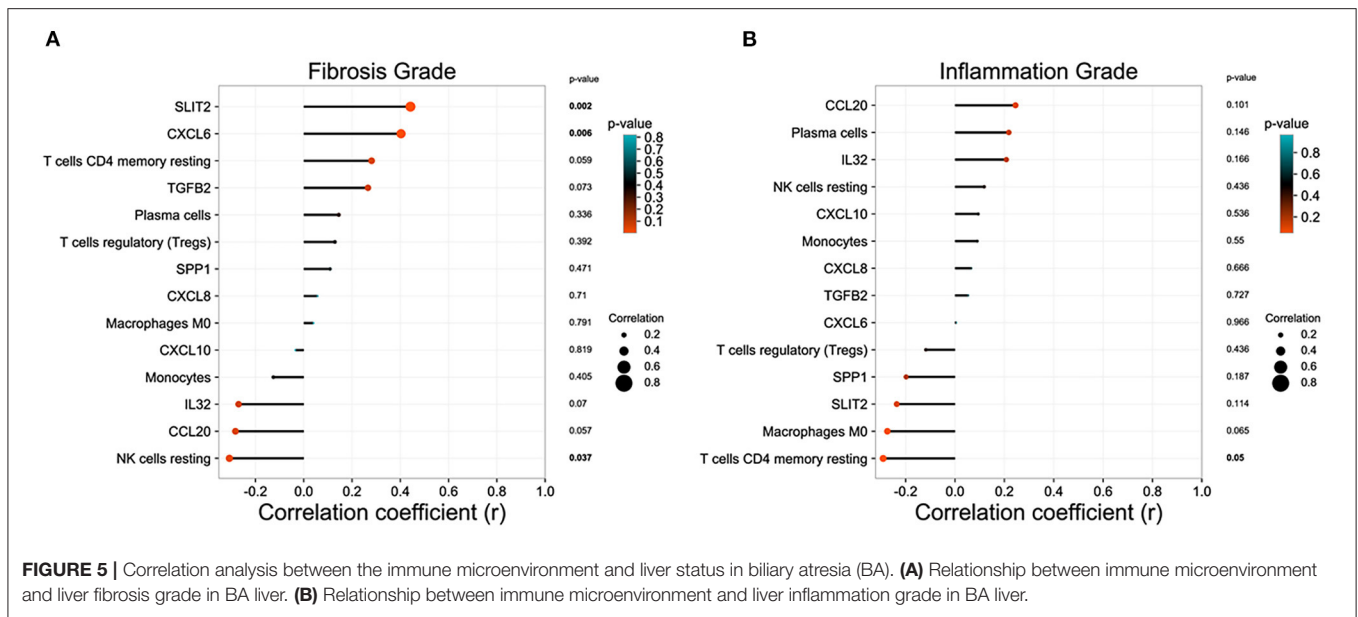 A
Fibrosis Grade
p-value
SLIT2 0.002
CXCL6 0.006
T cells CD4 memory resting 0.059
TGFB2 0.073
Plasma cells 0.336
T cells regulatory (Tregs) 0.392
SPP1 0.471
CXCL8 0.71
Macrophages M0 0.791
CXCL10 0.819
Monocytes 0.405
IL32 0.07
CCL20 0.057
NK cells resting 0.037
-0.2 0.0 0.2 0.4 0.6 0.8 1.0
Correlation coefficient (r)
p-value
0.8
0.7
0.6
0.5
0.4
0.3
0.2
0.1
Correlation
0.2
0.4
0.6
0.8
B
Inflammation Grade
p-value
CCL20 0.101
Plasma cells 0.146
IL32 0.166
NK cells resting 0.436
CXCL10 0.536
Monocytes 0.55
CXCL8 0.666
TGFB2 0.727
CXCL6 0.966
T cells regulatory (Tregs) 0.436
SPP1 0.187
SLIT2 0.114
Macrophages M0 0.065
T cells CD4 memory resting 0.05
-0.2 0.0 0.2 0.4 0.6 0.8 1.0
Correlation coefficient (r)
p-value
0.8
0.6
0.4
0.2
Correlation
0.2
0.4
0.6
0.8
FIGURE 5 | Correlation analysis between the immune microenvironment and liver status in biliary atresia (BA). (A) Relationship between immune microenvironment
and liver fibrosis grade in BA liver. (B) Relationship between immune microenvironment and liver inflammation grade in BA liver.